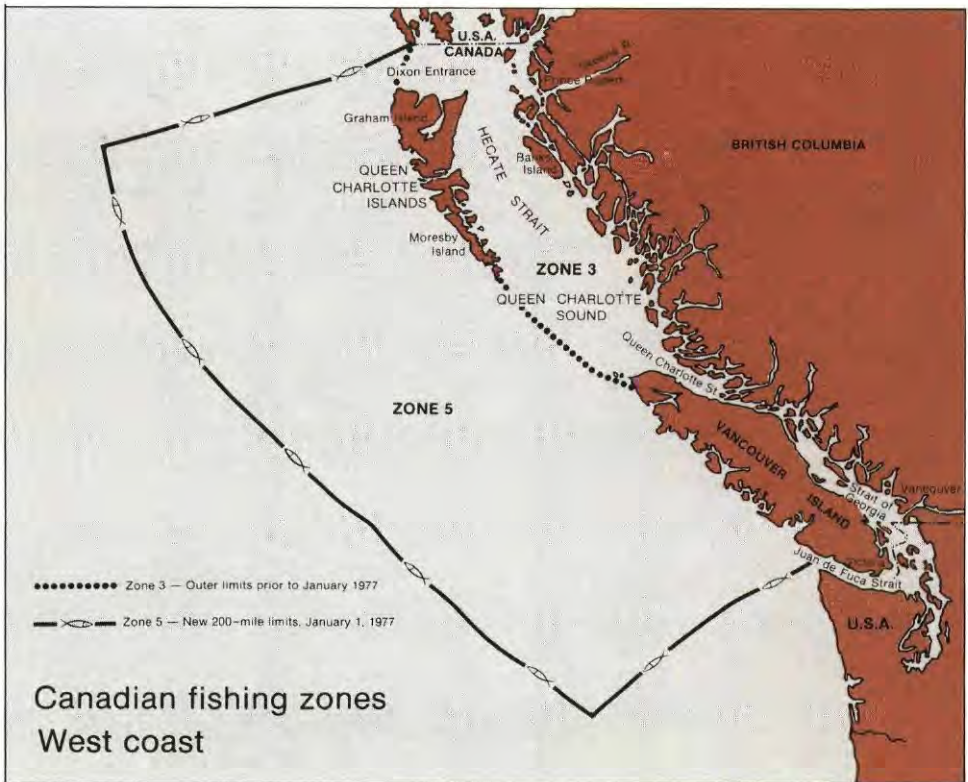 U.S.A.
CANADA
Dixon Entrance
Prince Rupert
Graham Island
BRITISH COLUMBIA
HECATE STRAIT
Banks
Island
QUEEN
CHARLOTTE
ISLANDS
Moresby
Island
ZONE 3
QUEEN CHARLOTTE
SOUND
Queen Charlotte St.
ZONE 5
VANCOUVER ISLAND
Vancouver
Strait of
Georgia
Juan de Fuca Strait
U.S.A.
Zone 3 — Outer limits prior to January 1977
Zone 5 — New 200-mile limits, January 1, 1977
Canadian fishing zones
West coast